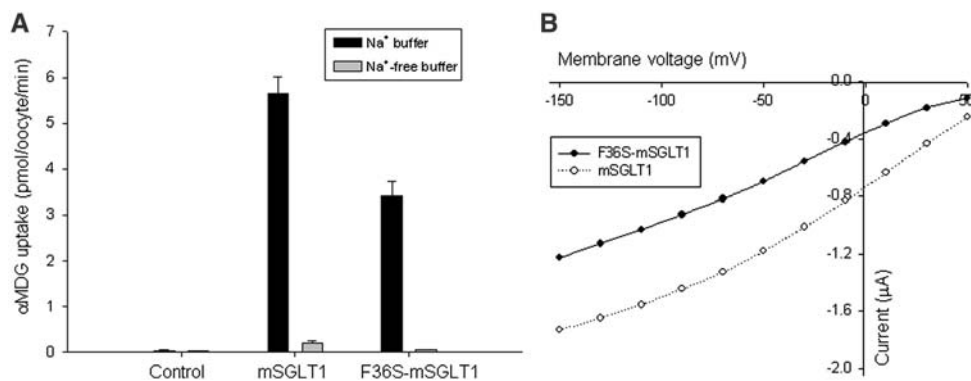 A
αMDG uptake (pmol/oocyte/min)
7
6
5
4
3
2
1
0
Na⁺ buffer
Na⁺-free buffer
Control
mSGLT1
F36S-mSGLT1
B
Membrane voltage (mV)
-150
-100
-50
0
50
0.0
-0.4
-0.8
-1.2
-1.6
-2.0
F36S-mSGLT1
mSGLT1
Current (μA)